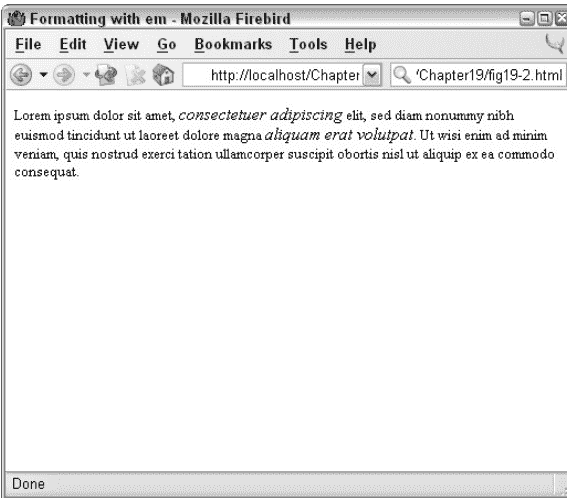 Formatting with em - Mozilla Firebird
File Edit View Go Bookmarks Tools Help
http://localhost/Chapter 'Chapter19/fig19-2.html
Lorem ipsum dolor sit amet, consectetuer adipiscing elit, sed diam nonummy nibh
euismod tincidunt ut laoreet dolore magna aliquam erat volutpat. Ut wisi enim ad minim
veniam, quis nostrud exerci tation ullamcorper suscipit obortis nisl ut aliquip ex ea commodo
consequat.
Done